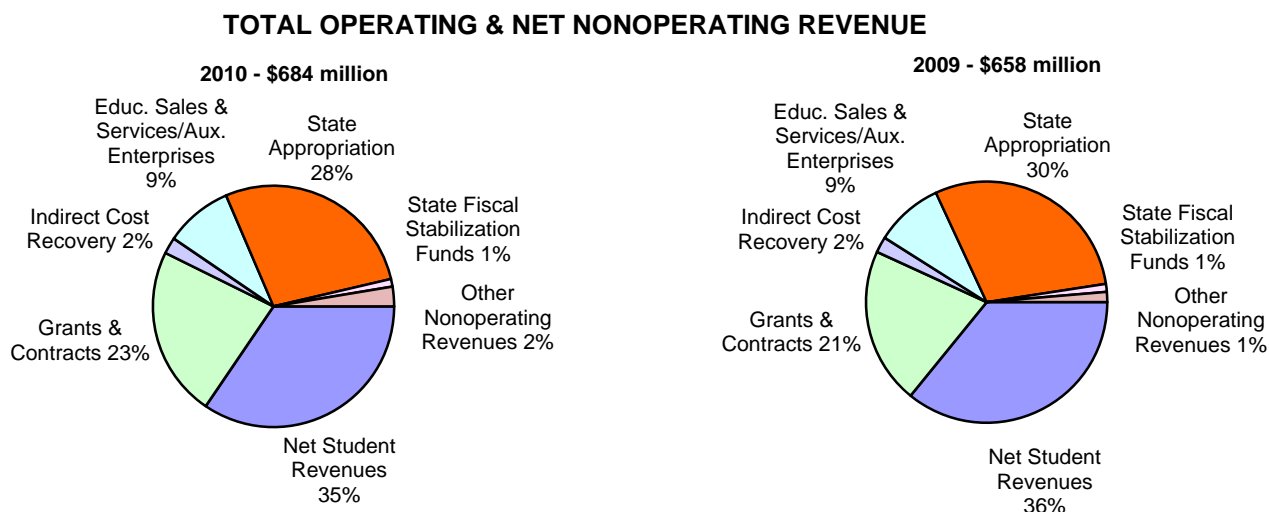 TOTAL OPERATING & NET NONOPERATING REVENUE
2010 - $684 million
Educ. Sales &
Services/Aux.
Enterprises
9%
State
Appropriation
28%
State Fiscal
Stabilization
Funds 1%
Indirect Cost
Recovery 2%
Other
Nonoperating
Revenues 2%
Grants &
Contracts 23%
Net Student
Revenues
35%
2009 - $658 million
Educ. Sales &
Services/Aux.
Enterprises
9%
State
Appropriation
30%
State Fiscal
Stabilization
Funds 1%
Indirect Cost
Recovery 2%
Other
Nonoperating
Revenues 1%
Grants &
Contracts 21%
Net Student
Revenues
36%